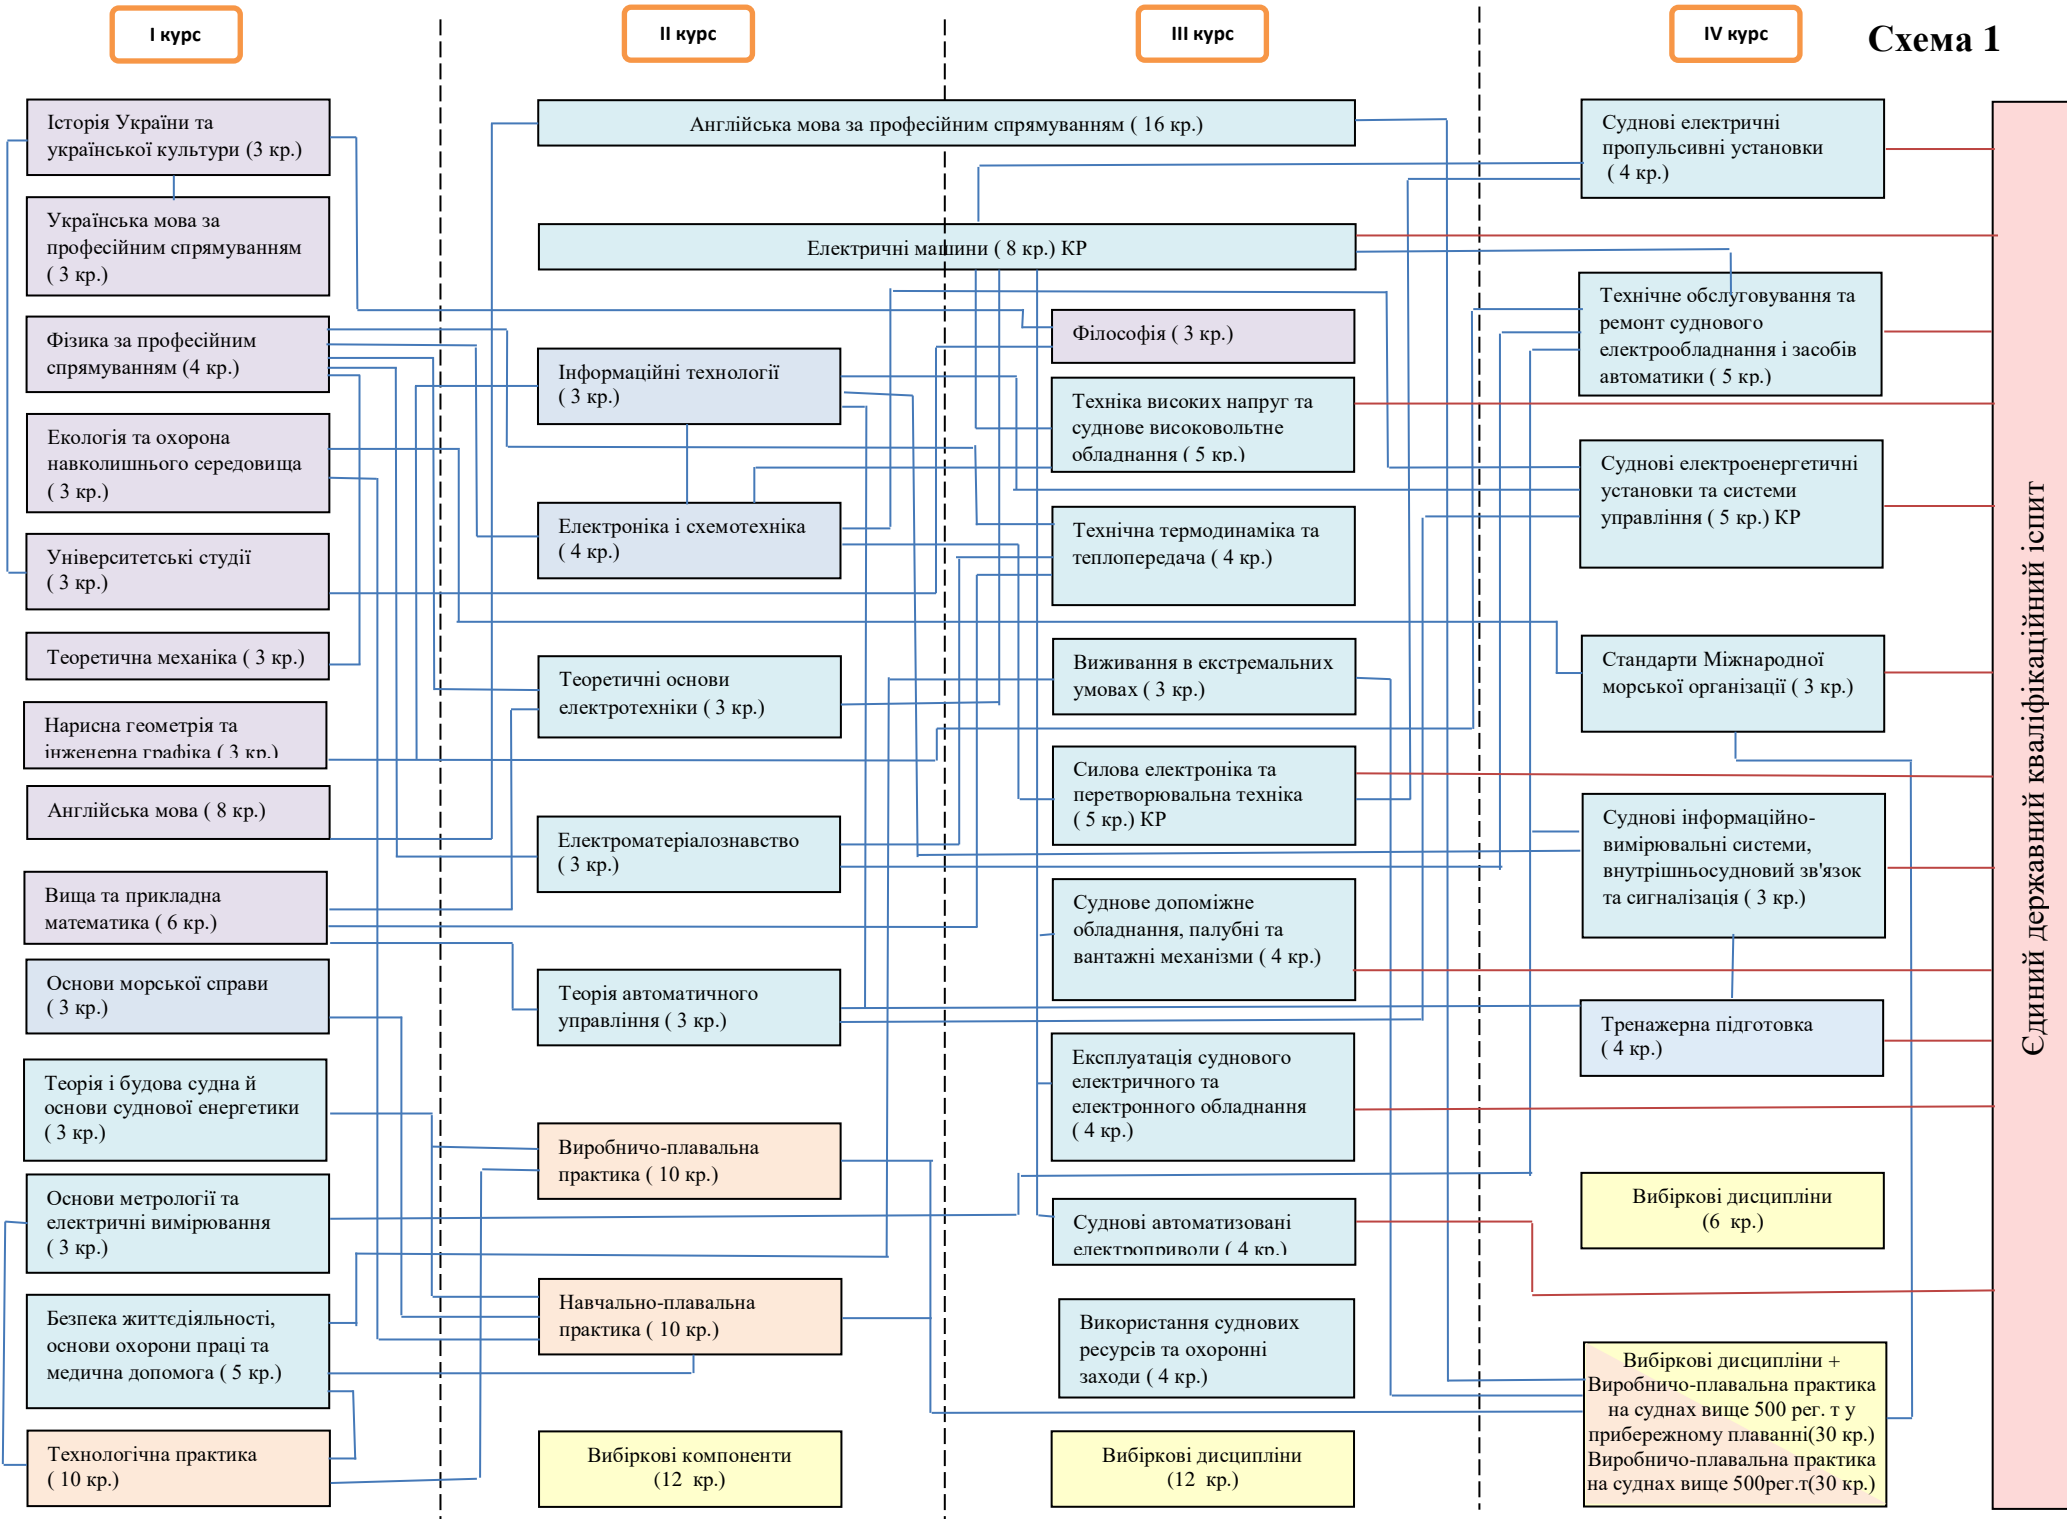 I курс
II курс
III курс
IV курс
Схема 1
Історія України та
української культури (3 кр.)
Українська мова за
професійним спрямуванням
( 3 кр.)
Фізика за професійним
спрямуванням (4 кр.)
Екологія та охорона
навколишнього середовища
( 3 кр.)
Університетські студії
( 3 кр.)
Теоретична механіка ( 3 кр.)
Нарисна геометрія та
інженерна графіка ( 3 кр.)
Англійська мова ( 8 кр.)
Вища та прикладна
математика ( 6 кр.)
Основи морської справи
( 3 кр.)
Теорія і будова судна й
основи суднової енергетики
( 3 кр.)
Основи метрології та
електричні вимірювання
( 3 кр.)
Безпека життєдіяльності,
основи охорони праці та
медична допомога ( 5 кр.)
Технологічна практика
( 10 кр.)
Англійська мова за професійним спрямуванням ( 16 кр.)
Електричні машини ( 8 кр.) КР
Інформаційні технології
( 3 кр.)
Електроніка і схемотехніка
( 4 кр.)
Теоретичні основи
електротехніки ( 3 кр.)
Електроматеріалознавство
( 3 кр.)
Теорія автоматичного
управління ( 3 кр.)
Виробничо-плавальна
практика ( 10 кр.)
Навчально-плавальна
практика ( 10 кр.)
Вибіркові компоненти
(12 кр.)
Філософія ( 3 кр.)
Техніка високих напруг та
суднове високовольтне
обладнання ( 5 кр.)
Технічна термодинаміка та
теплопередача ( 4 кр.)
Виживання в екстремальних
умовах ( 3 кр.)
Силова електроніка та
перетворювальна техніка
( 5 кр.) КР
Суднове допоміжне
обладнання, палубні та
вантажні механізми ( 4 кр.)
Експлуатація суднового
електричного та
електронного обладнання
( 4 кр.)
Суднові автоматизовані
електроприводи ( 4 кр.)
Використання суднових
ресурсів та охоронні
заходи ( 4 кр.)
Вибіркові дисципліни
(12 кр.)
Суднові електричні
пропульсивні установки
( 4 кр.)
Технічне обслуговування та
ремонт суднового
електрообладнання і засобів
автоматики ( 5 кр.)
Суднові електроенергетичні
установки та системи
управління ( 5 кр.) КР
Стандарти Міжнародної
морської організації ( 3 кр.)
Суднові інформаційно-
вимірювальні системи,
внутрішньосудновий зв'язок
та сигналізація ( 3 кр.)
Тренажерна підготовка
( 4 кр.)
Вибіркові дисципліни
(6 кр.)
Вибіркові дисципліни +
Виробничо-плавальна практика
на суднах вище 500 рег. т у
прибережному плаванні(30 кр.)
Виробничо-плавальна практика
на суднах вище 500рег.т(30 кр.)
Єдиний державний кваліфікаційний іспит